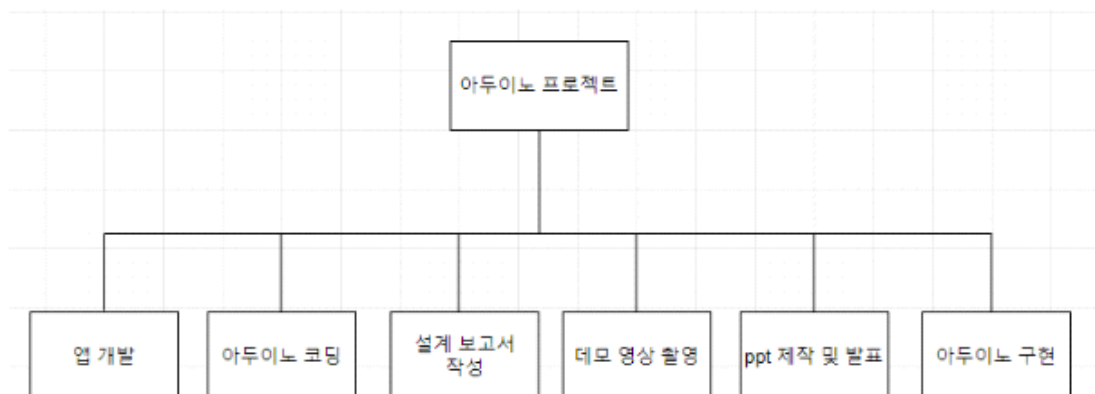 아두이노 프로젝트
앱 개발
아두이노 코딩
설계 보고서
작성
데모 영상 촬영
ppt 제작 및 발표
아두이노 구현